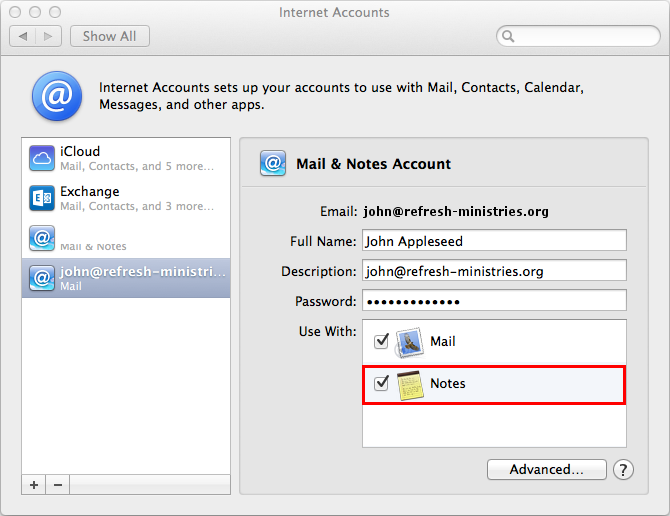 Internet Accounts
Show All
Internet Accounts sets up your accounts to use with Mail, Contacts, Calendar,
Messages, and other apps.
iCloud
Mail, Contacts, and 5 more...
Exchange
Mail, Contacts, and 3 more...
Mail & Notes
john@refresh-ministri...
Mail
Mail & Notes Account
Email: john@refresh-ministries.org
Full Name: John Appleseed
Description: john@refresh-ministries.org
Password: •••••••••••••
Use With:
Mail
Notes
+ −
Advanced... ?